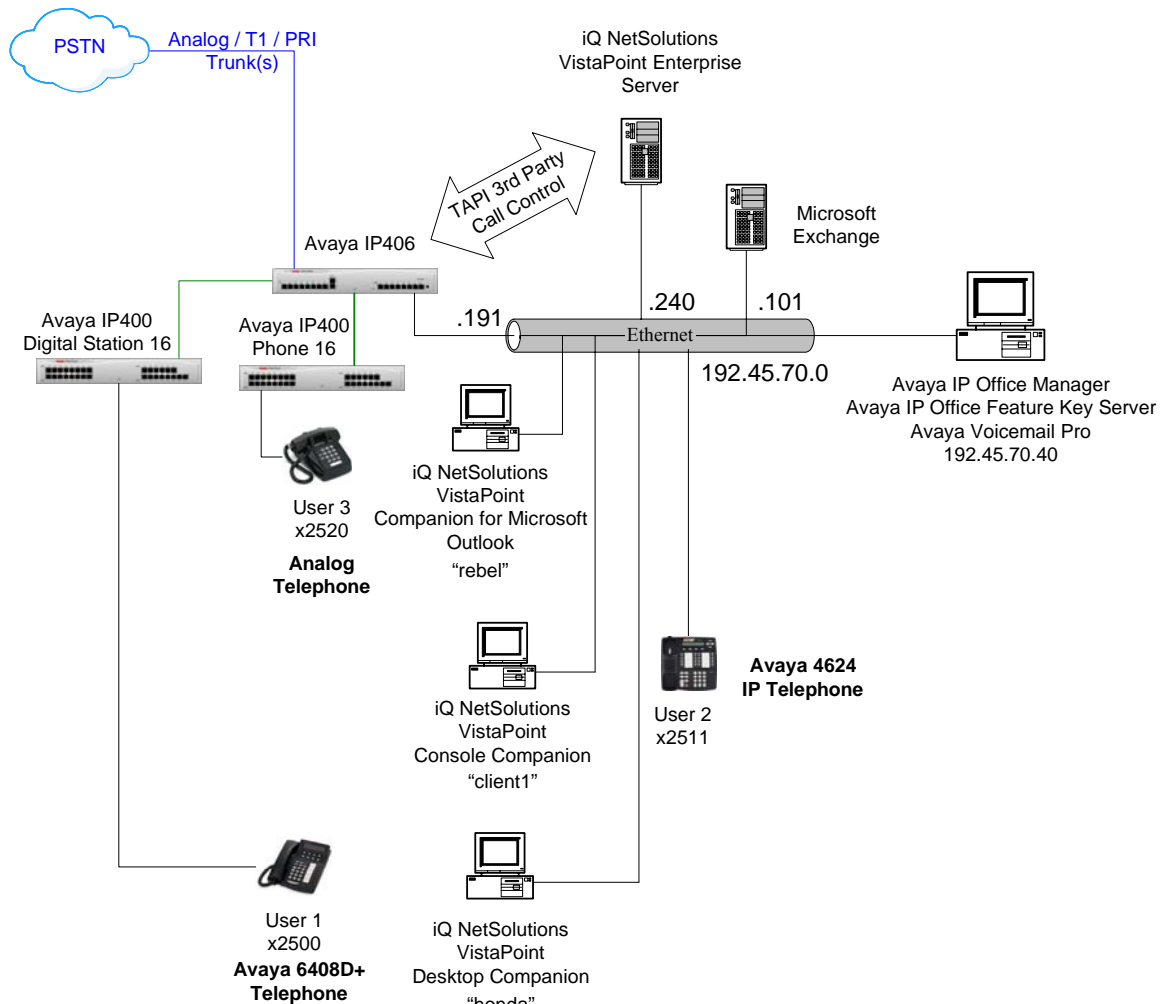 PSTN
Analog / T1 / PRI
Trunk(s)
iQ NetSolutions
VistaPoint Enterprise
Server
TAPI 3rd Party
Call Control
Microsoft
Exchange
Avaya IP406
Avaya IP400
Digital Station 16
Avaya IP400
Phone 16
.191
.240
.101
Ethernet
192.45.70.0
Avaya IP Office Manager
Avaya IP Office Feature Key Server
Avaya Voicemail Pro
192.45.70.40
User 3
x2520
Analog
Telephone
iQ NetSolutions
VistaPoint
Companion for Microsoft
Outlook
“rebel”
iQ NetSolutions
VistaPoint
Console Companion
“client1”
Avaya 4624
IP Telephone
User 2
x2511
User 1
x2500
Avaya 6408D+
Telephone
iQ NetSolutions
VistaPoint
Desktop Companion
“honda”